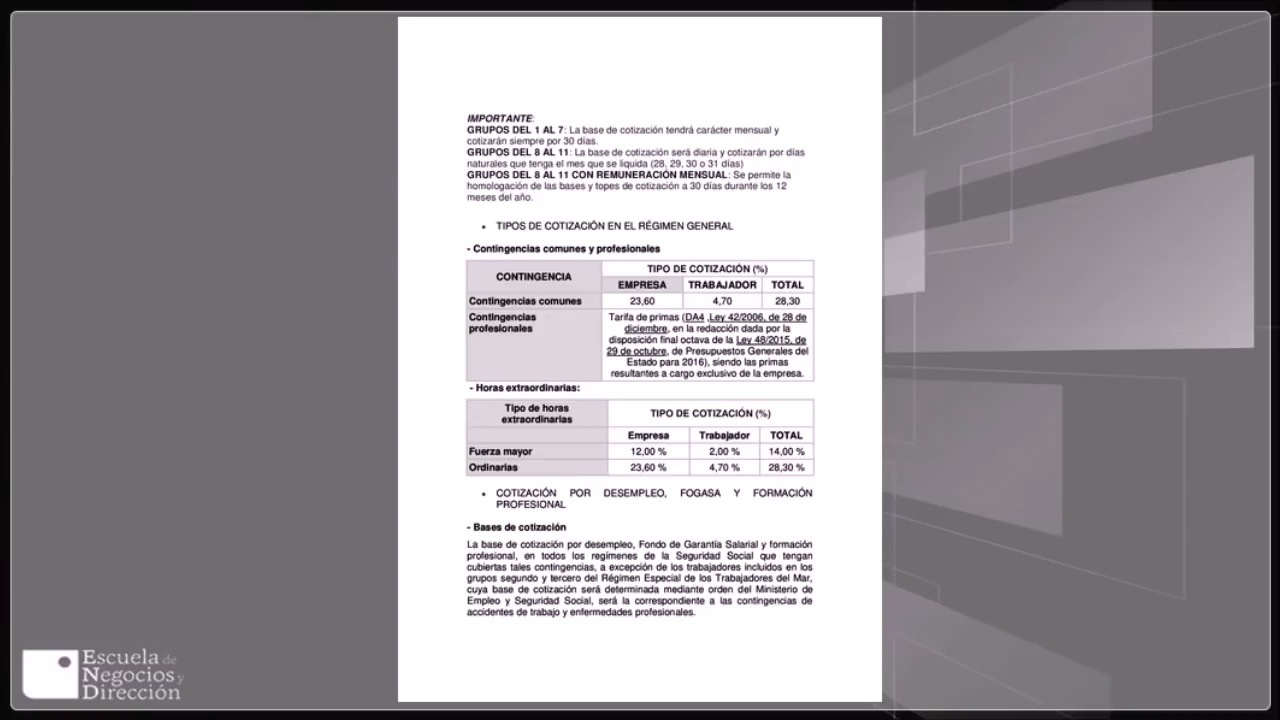 IMPORTANTE:
GRUPOS DEL 1 AL 7: La base de cotización tendrá carácter mensual y
cotizarán siempre por 30 días.
GRUPOS DEL 8 AL 11: La base de cotización será diaria y cotizarán por días
naturales que tenga el mes que se liquida (28, 29, 30 o 31 días)
GRUPOS DEL 8 AL 11 CON REMUNERACIÓN MENSUAL: Se permite la
homologación de las bases y topes de cotización a 30 días durante los 12
meses del año.
• TIPOS DE COTIZACIÓN EN EL RÉGIMEN GENERAL
- Contingencias comunes y profesionales
CONTINGENCIA
TIPO DE COTIZACIÓN (%)
EMPRESA TRABAJADOR TOTAL
Contingencias comunes 23,60 4,70 28,30
Contingencias
profesionales
Tarifa de primas (DA4 ,Ley 42/2006, de 28 de
diciembre, en la redacción dada por la
disposición final octava de la Ley 48/2015, de
29 de octubre, de Presupuestos Generales del
Estado para 2016), siendo las primas
resultantes a cargo exclusivo de la empresa.
- Horas extraordinarias:
Tipo de horas
extraordinarias
TIPO DE COTIZACIÓN (%)
Empresa Trabajador TOTAL
Fuerza mayor 12,00 % 2,00 % 14,00 %
Ordinarias 23,60 % 4,70 % 28,30 %
• COTIZACIÓN POR DESEMPLEO, FOGASA Y FORMACIÓN
PROFESIONAL
- Bases de cotización
La base de cotización por desempleo, Fondo de Garantía Salarial y formación
profesional, en todos los regímenes de la Seguridad Social que tengan
cubiertas tales contingencias, a excepción de los trabajadores incluidos en los
grupos segundo y tercero del Régimen Especial de los Trabajadores del Mar,
cuya base de cotización será determinada mediante orden del Ministerio de
Empleo y Seguridad Social, será la correspondiente a las contingencias de
accidentes de trabajo y enfermedades profesionales.
Escuela de
Negocios y
Dirección